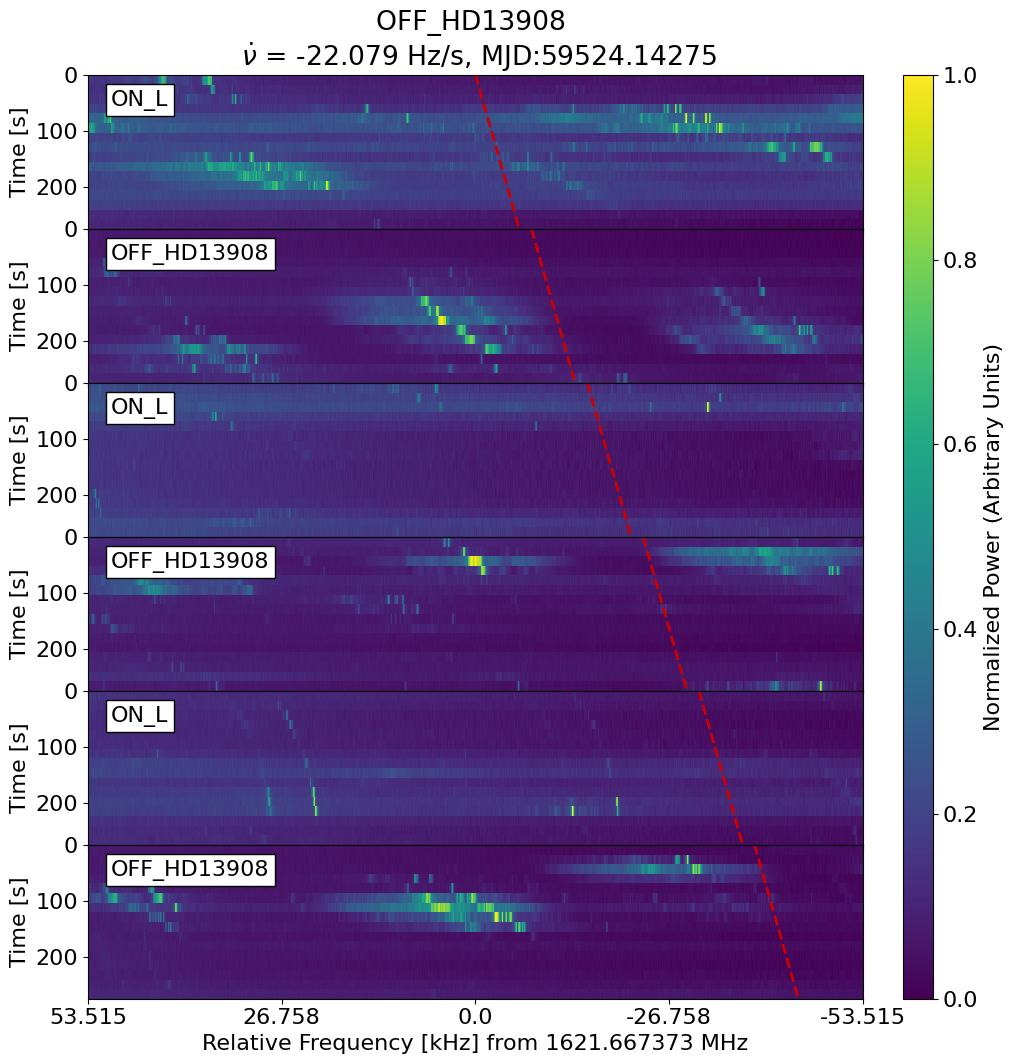 OFF_HD13908
ν̇ = -22.079 Hz/s, MJD:59524.14275
ON_L
OFF_HD13908
ON_L
OFF_HD13908
ON_L
OFF_HD13908
Time [s]
0
100
200
Time [s]
0
100
200
Time [s]
0
100
200
Time [s]
0
100
200
Time [s]
0
100
200
Time [s]
0
100
200
53.515 26.758 0.0 -26.758 -53.515
Relative Frequency [kHz] from 1621.667373 MHz
1.0
0.8
0.6
0.4
0.2
0.0
Normalized Power (Arbitrary Units)